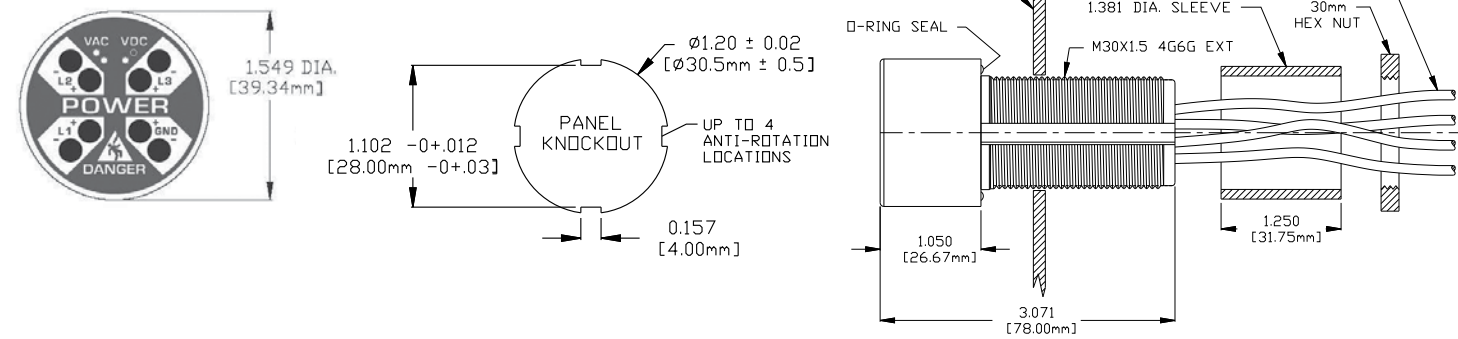 VAC VDC
L2
L3
- + + -
POWER
+ +
L1
GND
- -
DANGER
1.549 DIA.
[39.34mm]
Ø1.20 ± 0.02
[Ø30.5mm ± 0.5]
PANEL
KNOCKOUT
1.102 -0+.012
[28.00mm -0+.03]
UP TO 4
ANTI-ROTATION
LOCATIONS
0.157
[4.00mm]
O-RING SEAL
1.381 DIA. SLEEVE
30mm
HEX NUT
M30X1.5 4G6G EXT
1.050
[26.67mm]
1.250
[31.75mm]
3.071
[78.00mm]